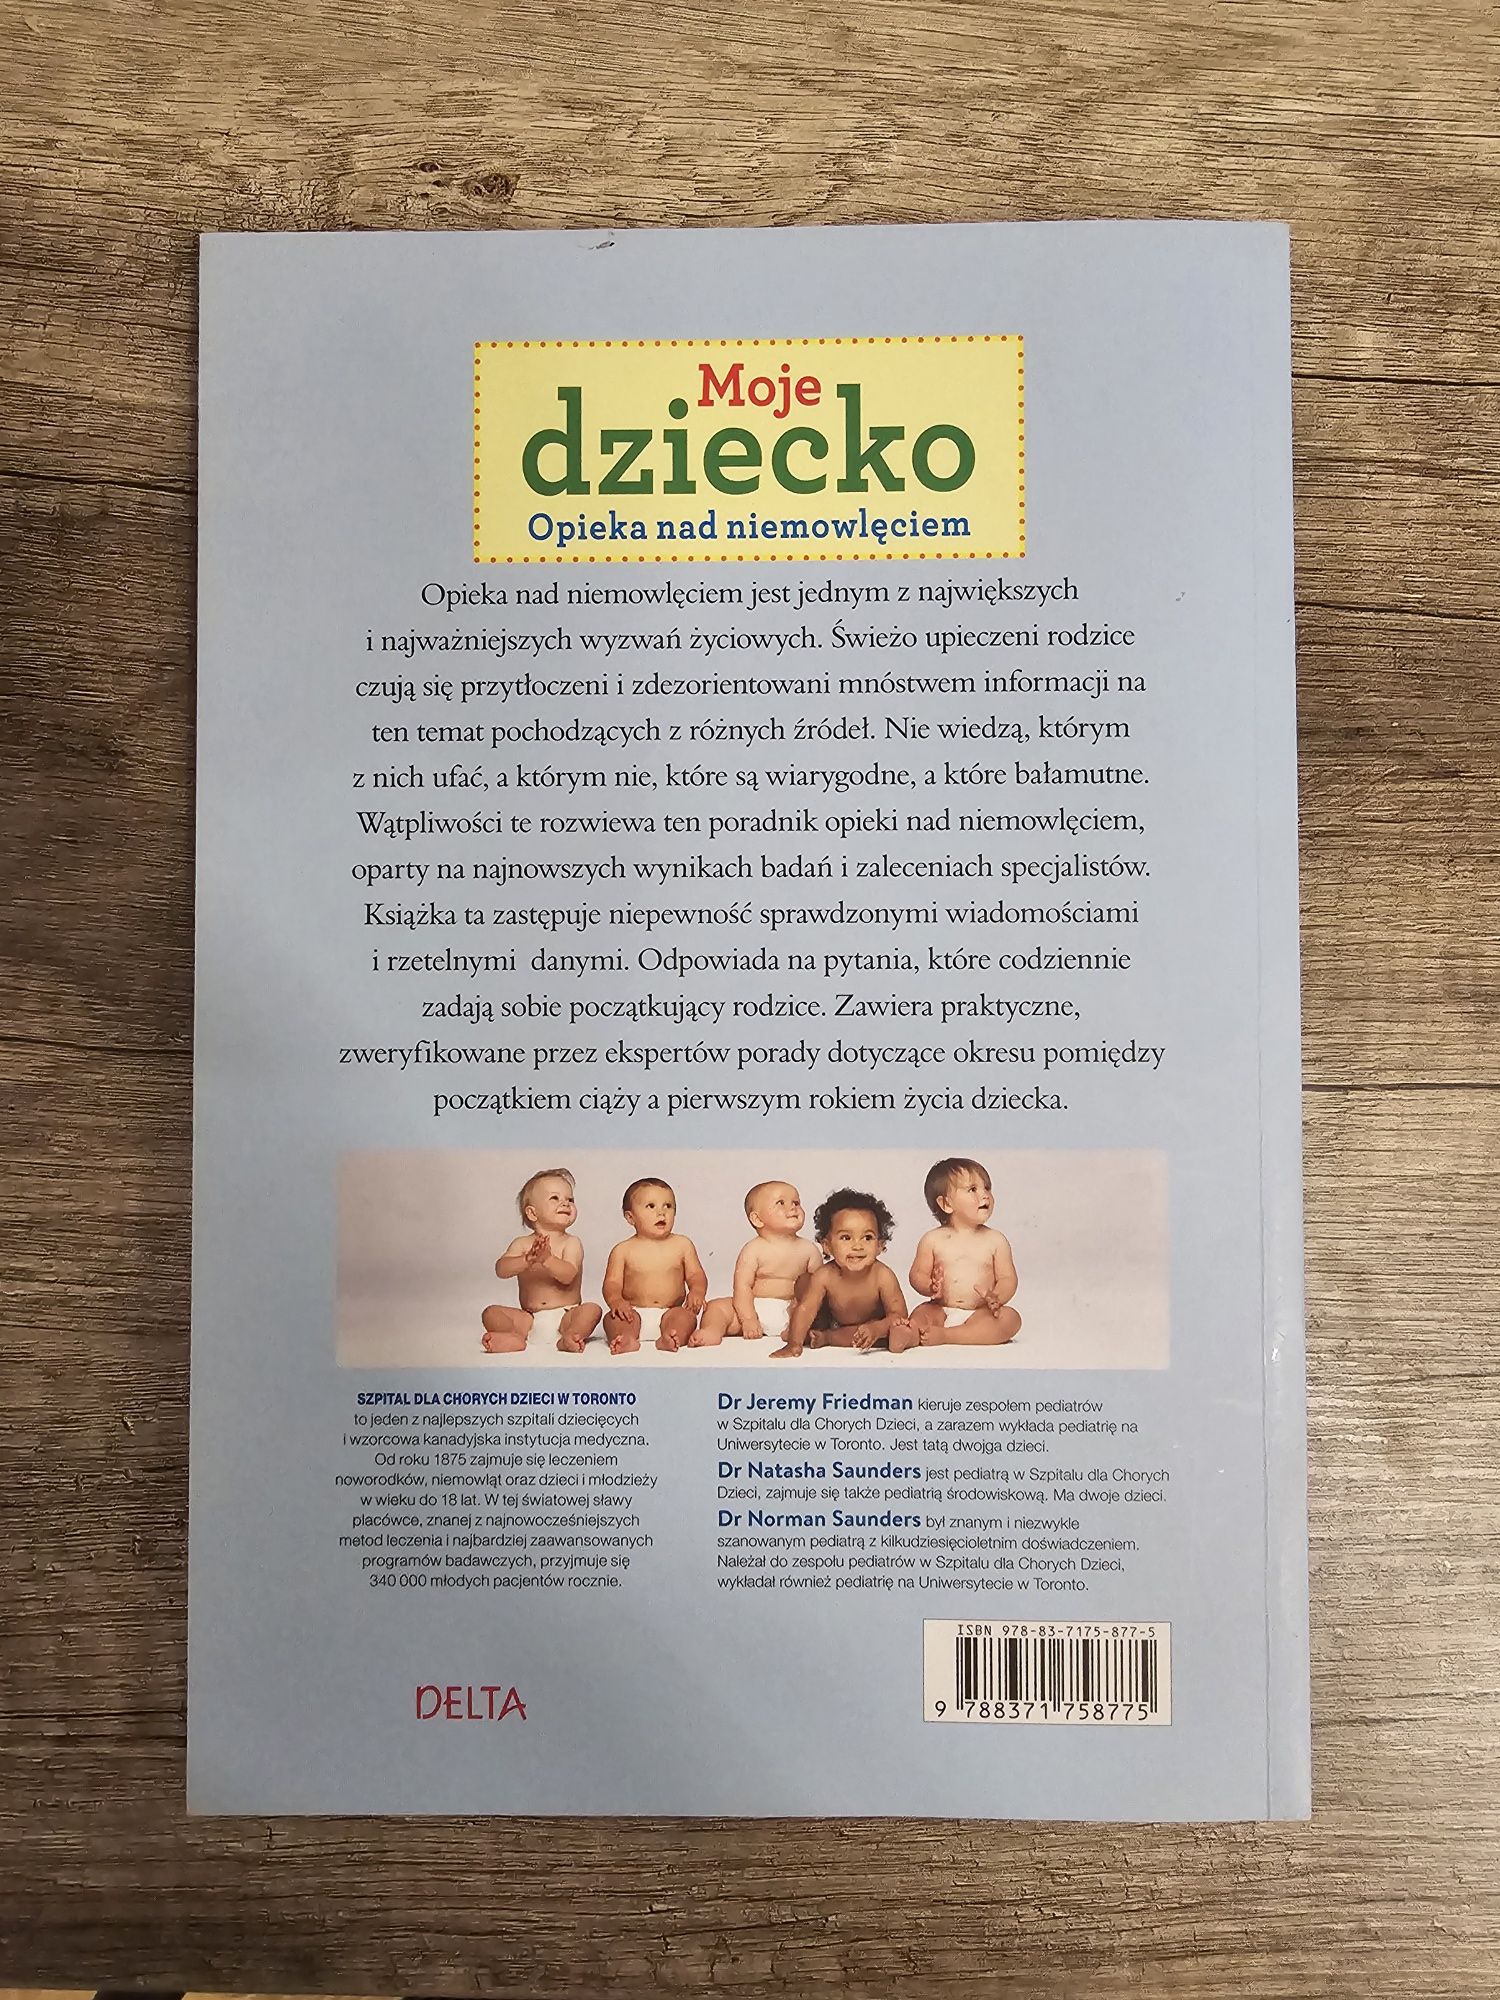 Moje
dziecko
Opieka nad niemowlęciem
Opieka nad niemowlęciem jest jednym z największych
i najważniejszych wyzwań życiowych. Świeżo upieczeni rodzice
czują się przytłoczeni i zdezorientowani mnóstwem informacji na
ten temat pochodzących z różnych źródeł. Nie wiedzą, którym
z nich ufać, a którym nie, które są wiarygodne, a które bałamutne.
Wątpliwości te rozwiewa ten poradnik opieki nad niemowlęciem,
oparty na najnowszych wynikach badań i zaleceniach specjalistów.
Książka ta zastępuje niepewność sprawdzonymi wiadomościami
i rzetelnymi danymi. Odpowiada na pytania, które codziennie
zadają sobie początkujący rodzice. Zawiera praktyczne,
zweryfikowane przez ekspertów porady dotyczące okresu pomiędzy
początkiem ciąży a pierwszym rokiem życia dziecka.
SZPITAL DLA CHORYCH DZIECI W TORONTO
to jeden z najlepszych szpitali dziecięcych
i wzorcowa kanadyjska instytucja medyczna.
Od roku 1875 zajmuje się leczeniem
noworodków, niemowląt oraz dzieci i młodzieży
w wieku do 18 lat. W tej światowej sławy
placówce, znanej z najnowocześniejszych
metod leczenia i najbardziej zaawansowanych
programów badawczych, przyjmuje się
340 000 młodych pacjentów rocznie.
Dr Jeremy Friedman kieruje zespołem pediatrów
w Szpitalu dla Chorych Dzieci, a zarazem wykłada pediatrię na
Uniwersytecie w Toronto. Jest tatą dwojga dzieci.
Dr Natasha Saunders jest pediatrą w Szpitalu dla Chorych
Dzieci, zajmuje się także pediatrią środowiskową. Ma dwoje dzieci.
Dr Norman Saunders był znanym i niezwykle
szanowanym pediatrą z kilkudziesięcioletnim doświadczeniem.
Należał do zespołu pediatrów w Szpitalu dla Chorych Dzieci,
wykładał również pediatrię na Uniwersytecie w Toronto.
ISBN 978-83-7175-877-5
9 788371 758775
DELTA